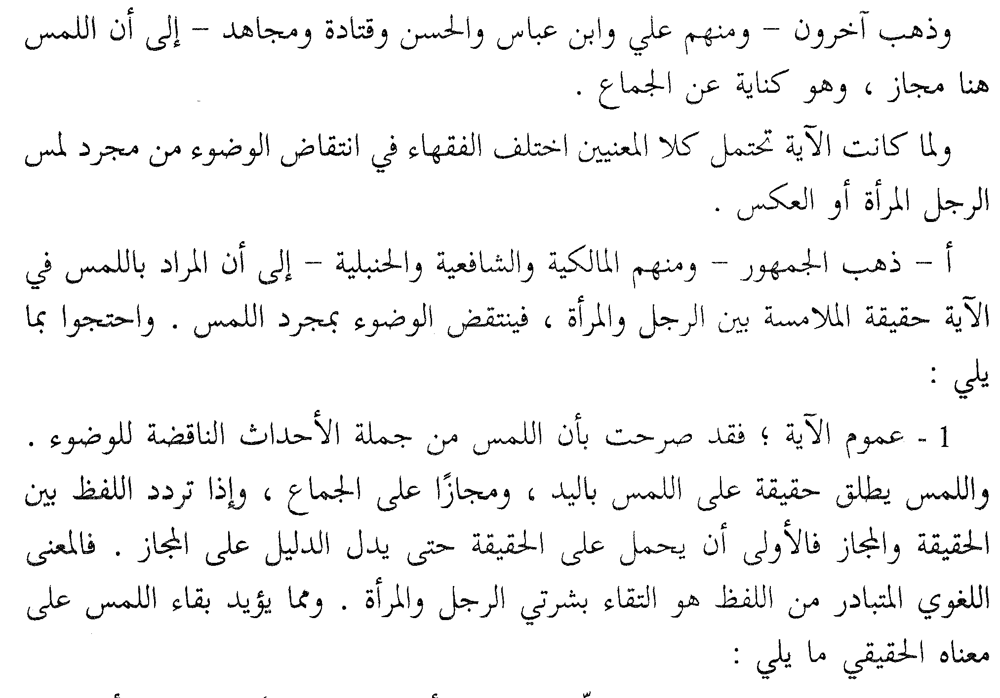 وذهب آخرون – ومنهم علي وابن عباس والحسن وقتادة ومجاهد – إلى أن اللمس
هنا مجاز ، وهو كناية عن الجماع .
ولما كانت الآية تحتمل كلا المعنيين اختلف الفقهاء في انتقاض الوضوء من مجرد لمس
الرجل المرأة أو العكس .
أ – ذهب الجمهور – ومنهم المالكية والشافعية والحنبلية – إلى أن المراد باللمس في
الآية حقيقة الملامسة بين الرجل والمرأة ، فينتقض الوضوء بمجرد اللمس . واحتجوا بما
يلي :
1 - عموم الآية ؛ فقد صرحت بأن اللمس من جملة الأحداث الناقضة للوضوء .
واللمس يطلق حقيقة على اللمس باليد ، ومجازًا على الجماع ، وإذا تردد اللفظ بين
الحقيقة والمجاز فالأولى أن يحمل على الحقيقة حتى يدل الدليل على المجاز . فالمعنى
اللغوي المتبادر من اللفظ هو التقاء بشرتي الرجل والمرأة . ومما يؤيد بقاء اللمس على
معناه الحقيقي ما يلي :